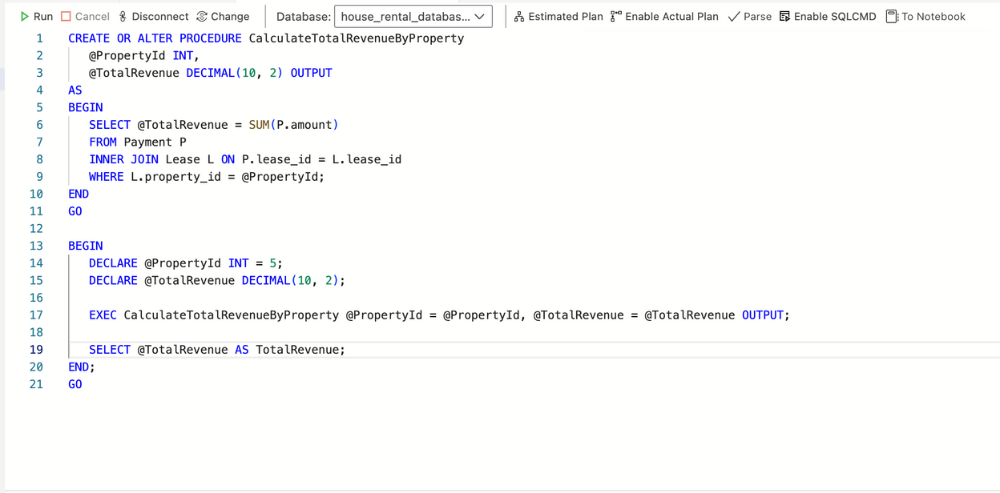 Run Cancel Disconnect Change Database: house_rental_databas... Estimated Plan Enable Actual Plan Parse Enable SQLCMD To Notebook
1 CREATE OR ALTER PROCEDURE CalculateTotalRevenueByProperty
2 @PropertyId INT,
3 @TotalRevenue DECIMAL(10, 2) OUTPUT
4 AS
5 BEGIN
6 SELECT @TotalRevenue = SUM(P.amount)
7 FROM Payment P
8 INNER JOIN Lease L ON P.lease_id = L.lease_id
9 WHERE L.property_id = @PropertyId;
10 END
11 GO
12
13 BEGIN
14 DECLARE @PropertyId INT = 5;
15 DECLARE @TotalRevenue DECIMAL(10, 2);
16
17 EXEC CalculateTotalRevenueByProperty @PropertyId = @PropertyId, @TotalRevenue = @TotalRevenue OUTPUT;
18
19 SELECT @TotalRevenue AS TotalRevenue;
20 END;
21 GO